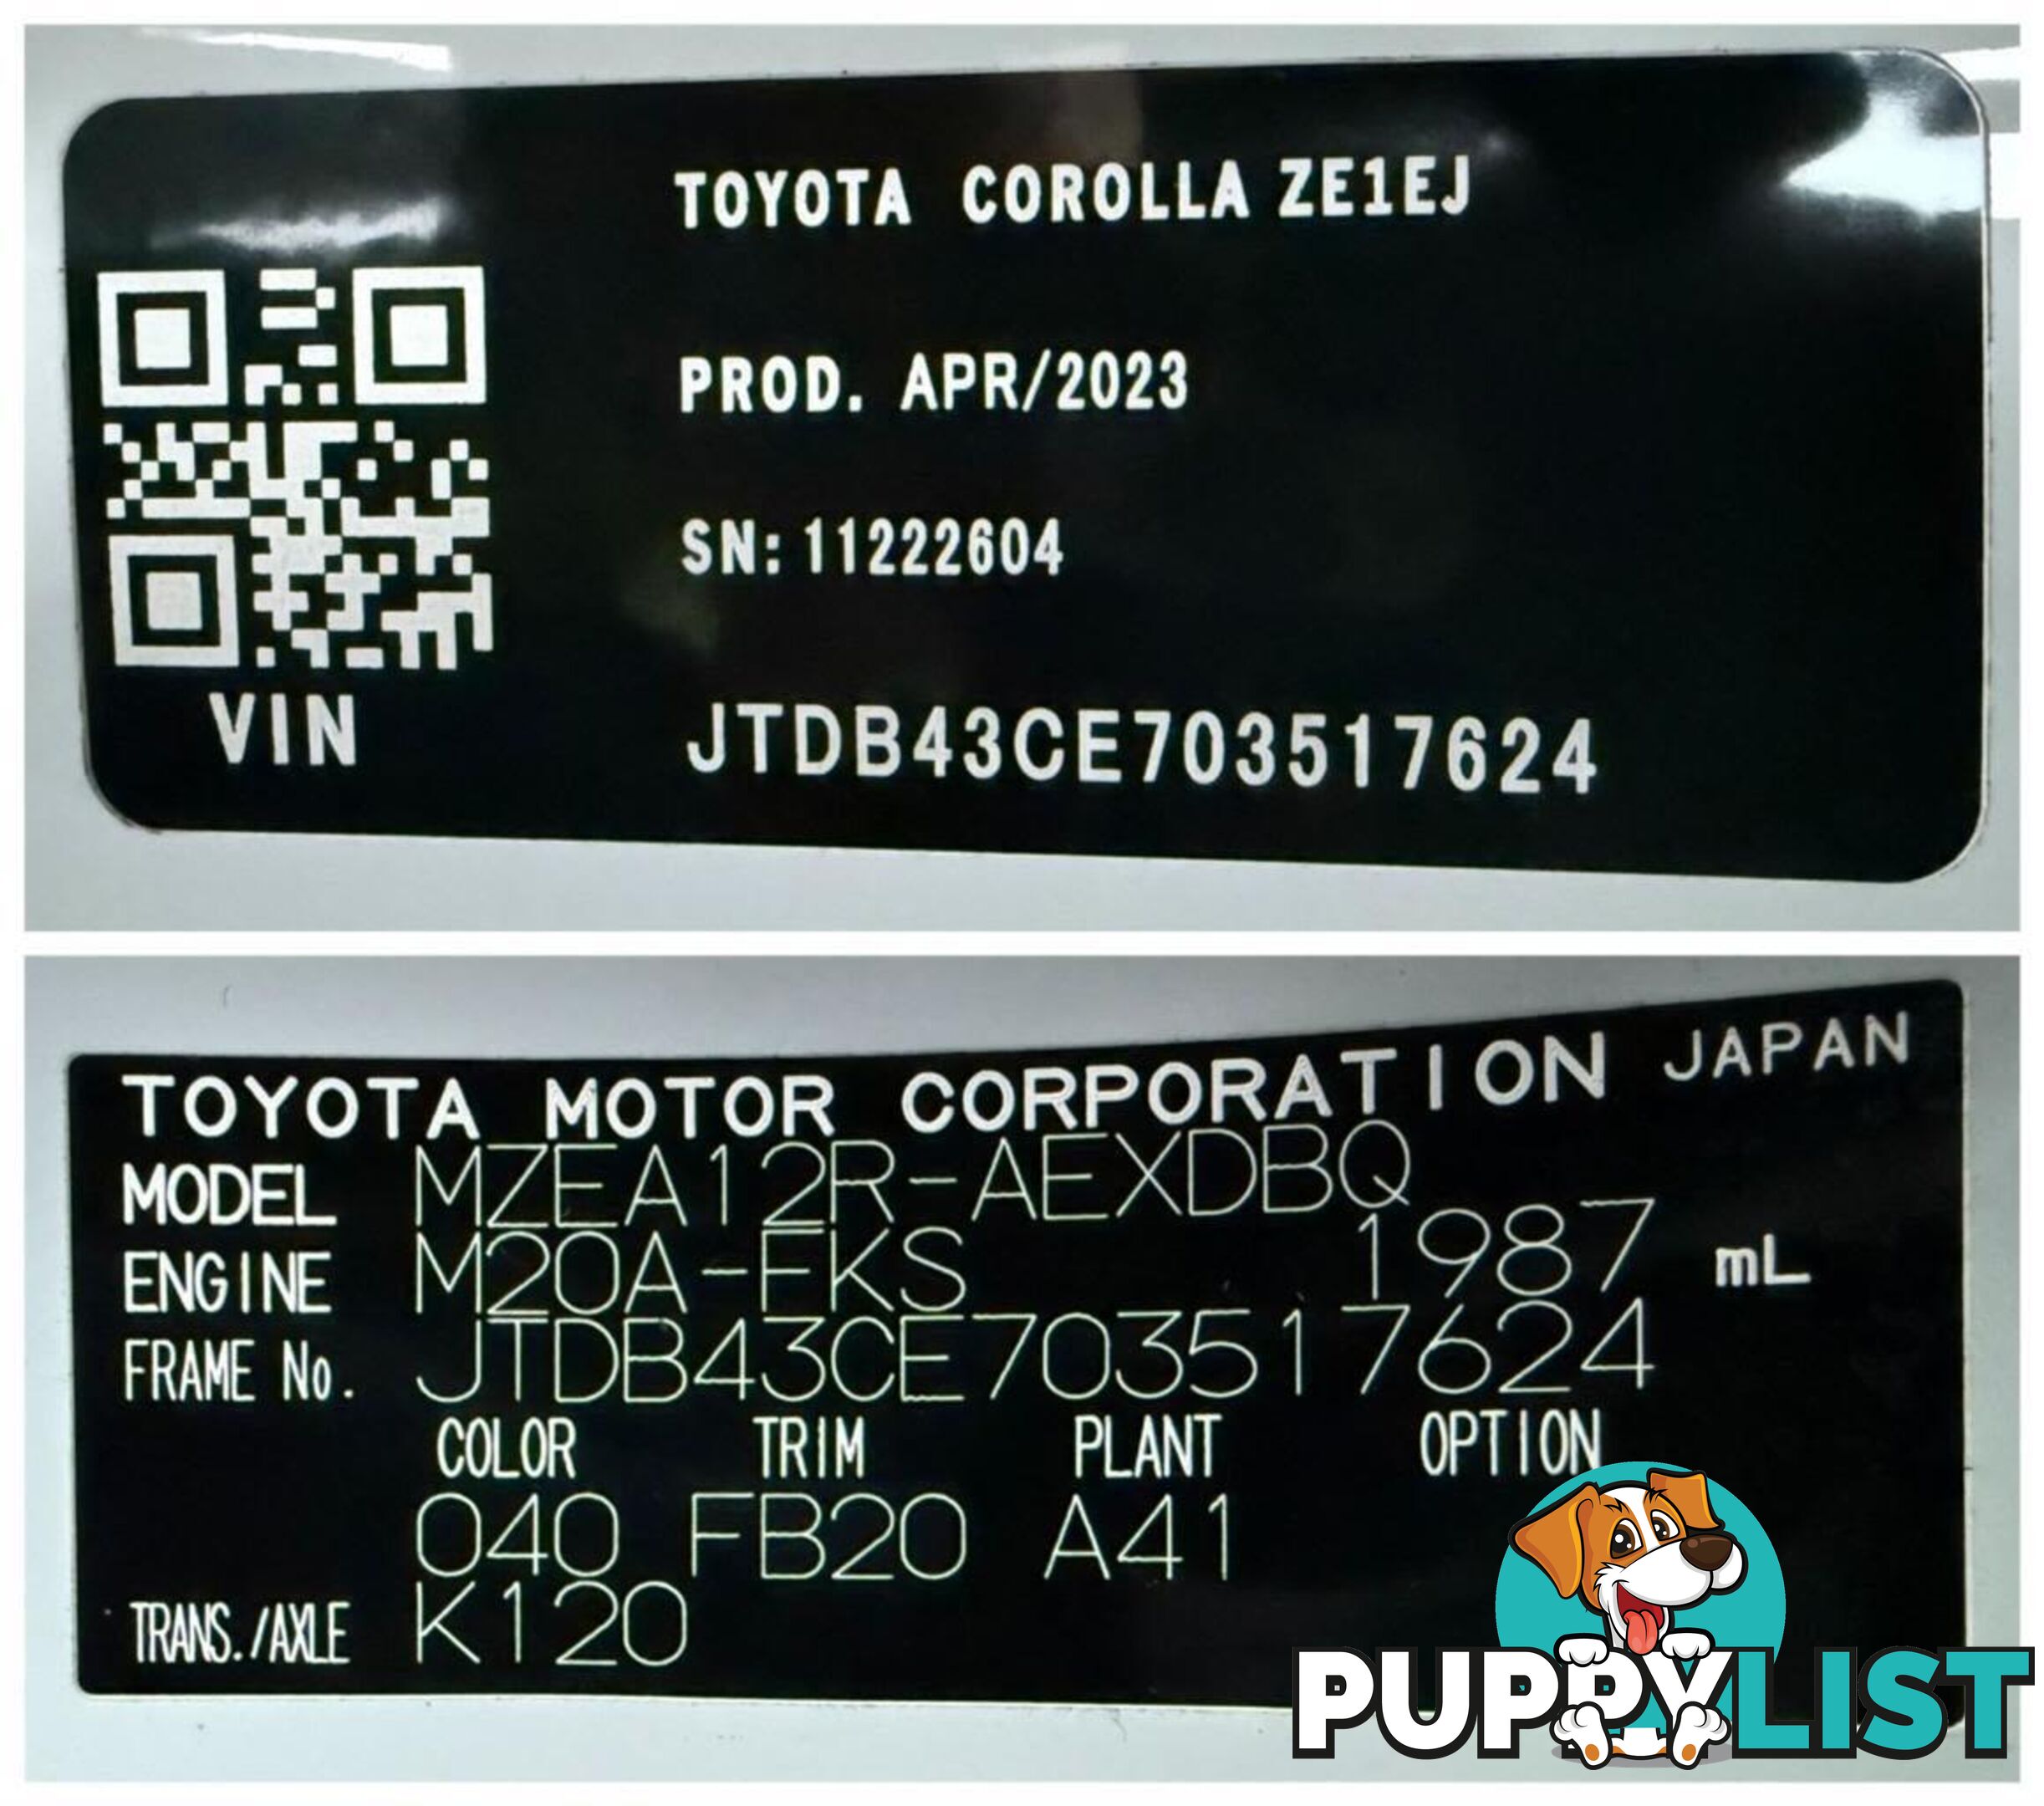 TOYOTA COROLLA ZE1EJ
PROD. APR/2023
SN: 11222604
VIN JTDB43CE703517624
TOYOTA MOTOR CORPORATION JAPAN
MODEL MZEA12R-AEXDBQ
ENGINE M20A-FKS 1987 mL
FRAME No. JTDB43CE703517624
COLOR TRIM PLANT OPTION
040 FB20 A41
TRANS./AXLE K120
PUPPYLIST